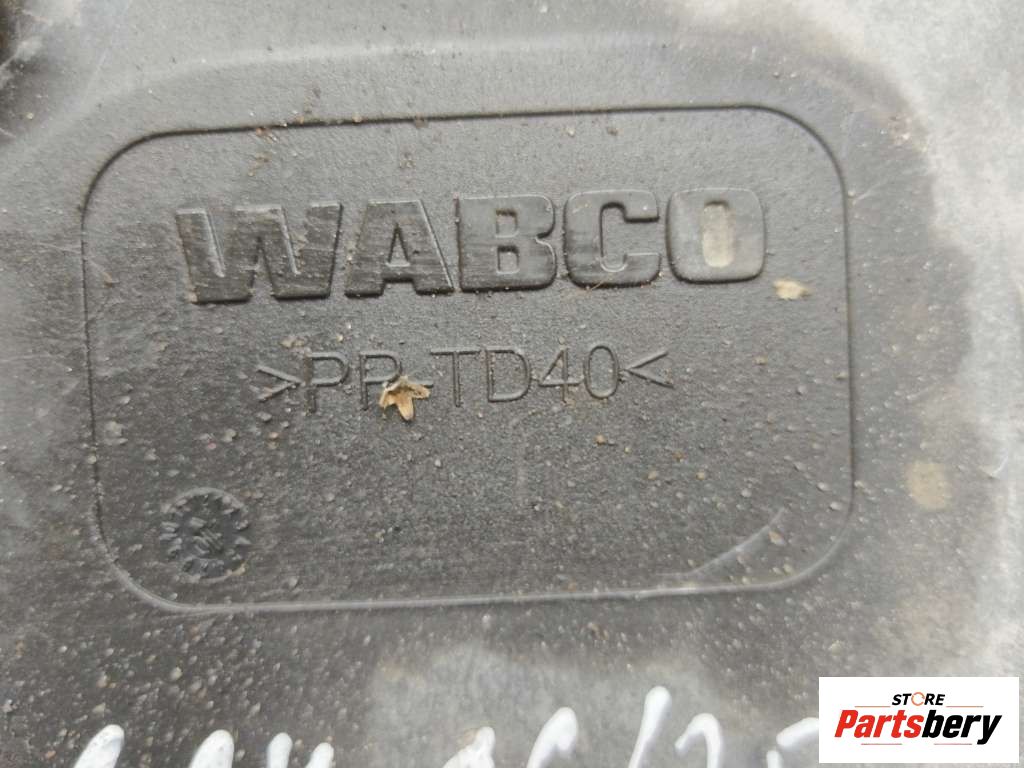 WABCO
>PP-TD40<
STORE
Partsbery